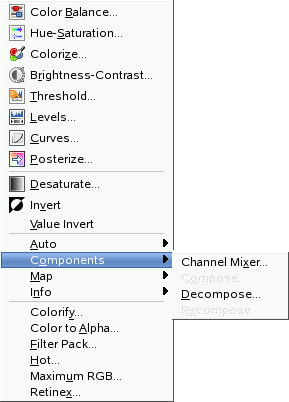 Color Balance...
Hue-Saturation...
Colorize...
Brightness-Contrast...
Threshold...
Levels...
Curves...
Posterize...
Desaturate...
Invert
Value Invert
Auto
Components
Map
Info
Colorify...
Color to Alpha...
Filter Pack...
Hot...
Maximum RGB...
Retinex...
Channel Mixer...
Compose...
Decompose...
Recompose